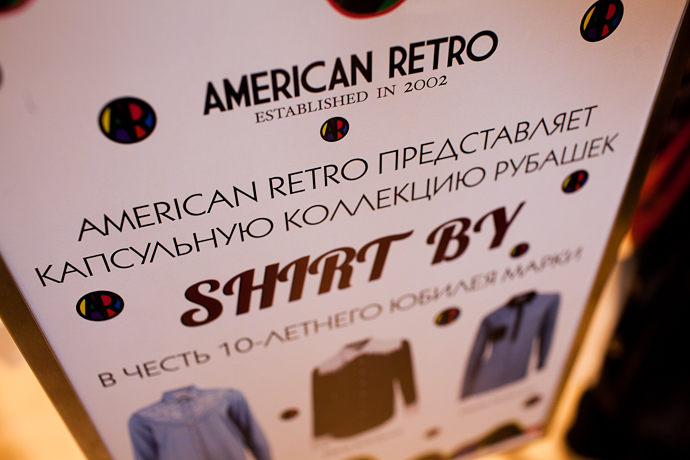 AMERICAN RETRO
ESTABLISHED IN 2002
AMERICAN RETRO ПРЕДСТАВЛЯЕТ
КАПСУЛЬНУЮ КОЛЛЕКЦИЮ РУБАШЕК
SHIRT BY
В ЧЕСТЬ 10-ЛЕТНЕГО ЮБИЛЕЯ МАРКИ